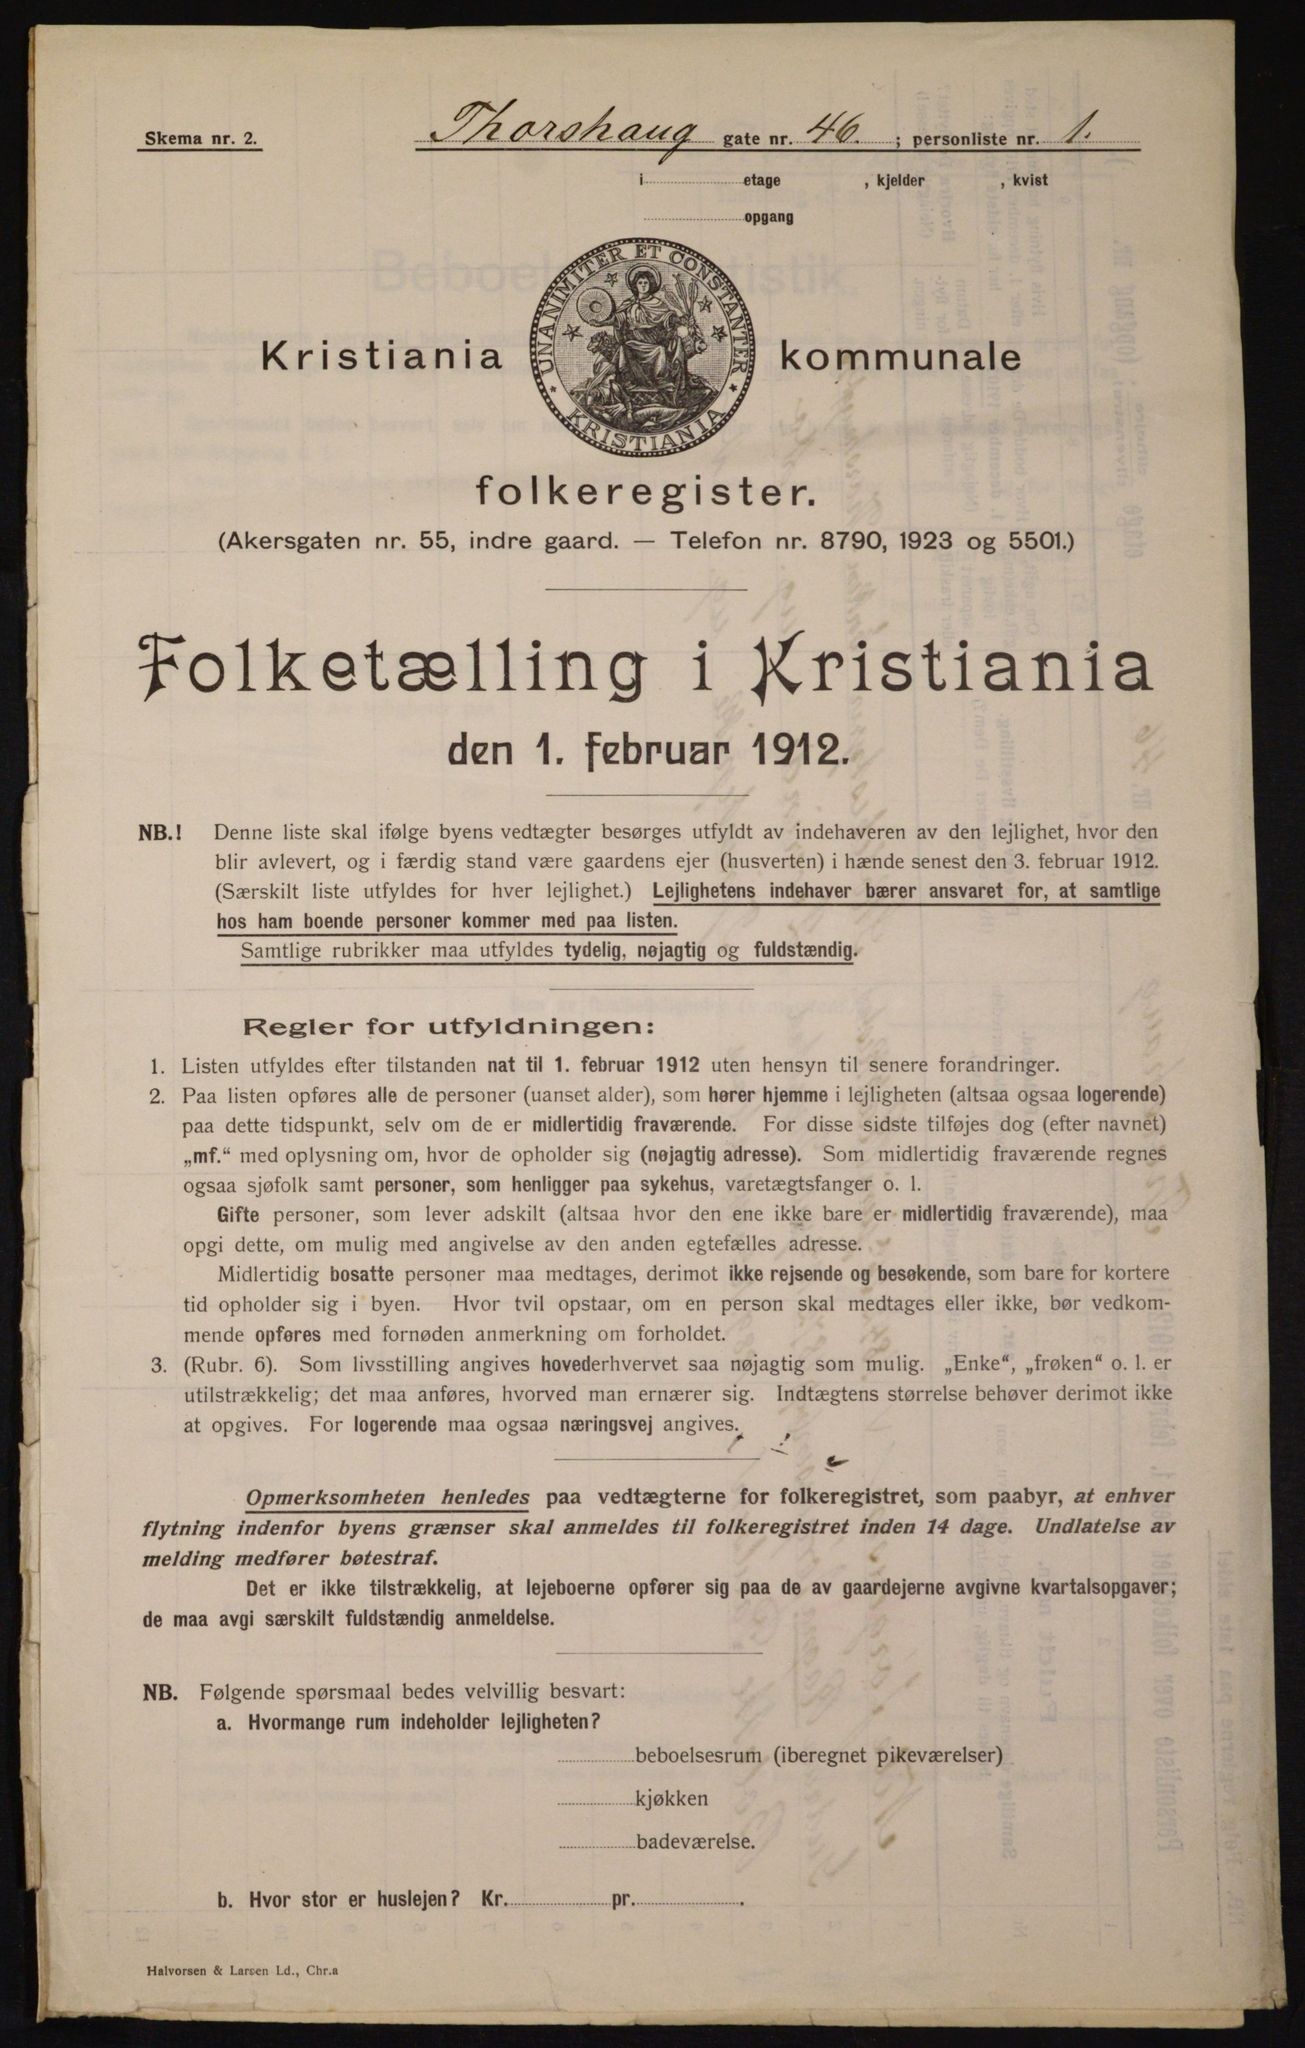 Skema nr. 2.
Thorshaug gate nr. 46. ; personliste nr. 1.
i etage , kjelder , kvist
opgang
UNANIMITER ET CONSTANTER
KRISTIANIA
Kristiania kommunale
folkeregister.
(Akersgaten nr. 55, indre gaard. — Telefon nr. 8790, 1923 og 5501.)
Folketælling i Kristiania
den 1. februar 1912.
NB.! Denne liste skal ifølge byens vedtægter besørges utfyldt av indehaveren av den lejlighet, hvor den
blir avlevert, og i færdig stand være gaardens ejer (husverten) i hænde senest den 3. februar 1912.
(Særskilt liste utfyldes for hver lejlighet.) Lejlighetens indehaver bærer ansvaret for, at samtlige
hos ham boende personer kommer med paa listen.
Samtlige rubrikker maa utfyldes tydelig, nøjagtig og fuldstændig.
Regler for utfyldningen:
1. Listen utfyldes efter tilstanden nat til 1. februar 1912 uten hensyn til senere forandringer.
2. Paa listen opføres alle de personer (uanset alder), som hører hjemme i lejligheten (altsaa ogsaa logerende)
paa dette tidspunkt, selv om de er midlertidig fraværende. For disse sidste tilføjes dog (efter navnet)
„mf.“ med oplysning om, hvor de opholder sig (nøjagtig adresse). Som midlertidig fraværende regnes
ogsaa sjøfolk samt personer, som henligger paa sykehus, varetægtsfanger o. l.
Gifte personer, som lever adskilt (altsaa hvor den ene ikke bare er midlertidig fraværende), maa
opgi dette, om mulig med angivelse av den anden egtefælles adresse.
Midlertidig bosatte personer maa medtages, derimot ikke rejsende og besøkende, som bare for kortere
tid opholder sig i byen. Hvor tvil opstaar, om en person skal medtages eller ikke, bør vedkom-
mende opføres med fornøden anmerkning om forholdet.
3. (Rubr. 6). Som livsstilling angives hovederhvervet saa nøjagtig som mulig. „Enke“, „frøken“ o. l. er
utilstrækkelig; det maa anføres, hvorved man ernærer sig. Indtægtens størrelse behøver derimot ikke
at opgives. For logerende maa ogsaa næringsvej angives.
Opmerksomheten henledes paa vedtægterne for folkeregistret, som paabyr, at enhver
flytning indenfor byens grænser skal anmeldes til folkeregistret inden 14 dage. Undlatelse av
melding medfører bøtestraf.
Det er ikke tilstrækkelig, at lejeboerne opfører sig paa de av gaardejerne avgivne kvartalsopgaver;
de maa avgi særskilt fuldstændig anmeldelse.
NB. Følgende spørsmaal bedes velvillig besvart:
a. Hvormange rum indeholder lejligheten?
beboelsesrum (iberegnet pikeværelser)
kjøkken
badeværelse.
b. Hvor stor er huslejen? Kr. pr. .
Halvorsen & Larsen Ld., Chr.a